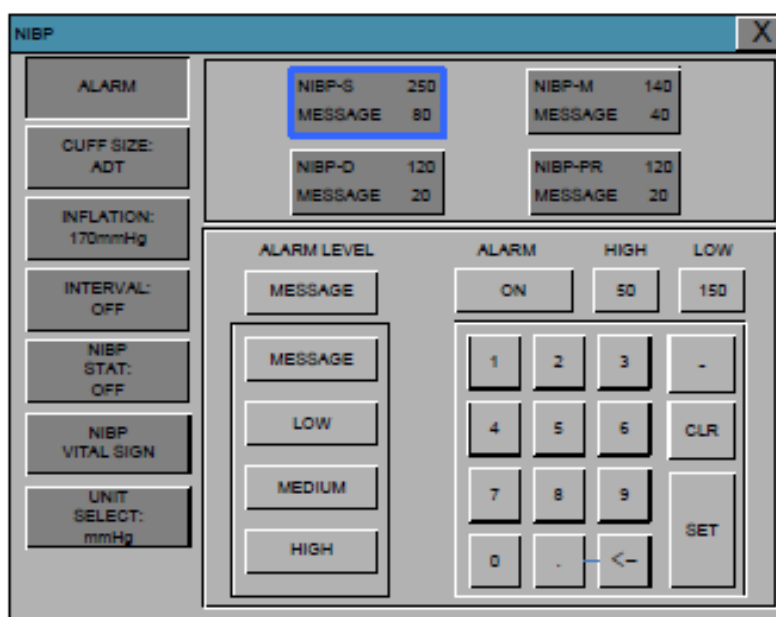 NIBP X
ALARM
CUFF SIZE:
ADT
INFLATION:
170mmHg
INTERVAL:
OFF
NIBP
STAT:
OFF
NIBP
VITAL SIGN
UNIT
SELECT:
mmHg
NIBP-S 250
MESSAGE 80
NIBP-M 140
MESSAGE 40
NIBP-D 120
MESSAGE 20
NIBP-PR 120
MESSAGE 20
ALARM LEVEL
MESSAGE
MESSAGE
LOW
MEDIUM
HIGH
ALARM HIGH LOW
ON 50 150
1 2 3 -
4 5 6 CLR
7 8 9
SET
0 . <-